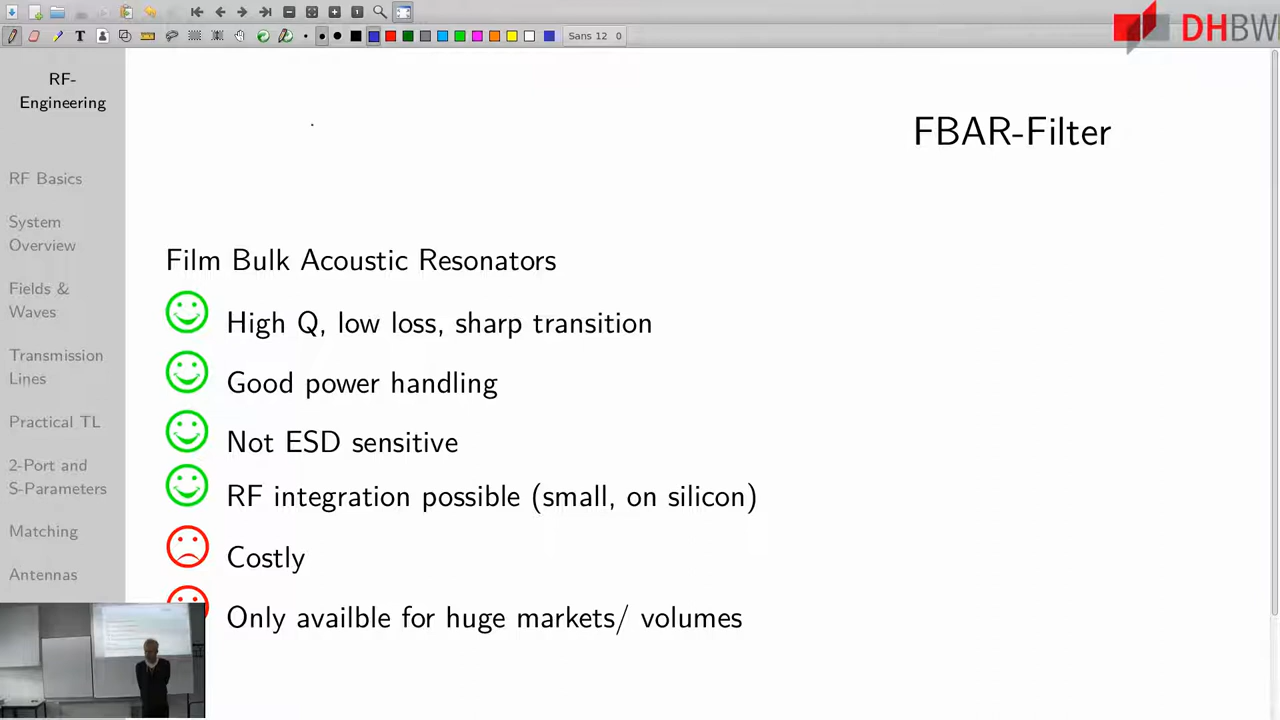 Sans 12 0
DHBW
RF-
Engineering
FBAR-Filter
RF Basics
System
Overview
Fields &
Waves
Transmission
Lines
Practical TL
2-Port and
S-Parameters
Matching
Antennas
Film Bulk Acoustic Resonators
High Q, low loss, sharp transition
Good power handling
Not ESD sensitive
RF integration possible (small, on silicon)
Costly
Only availble for huge markets/ volumes